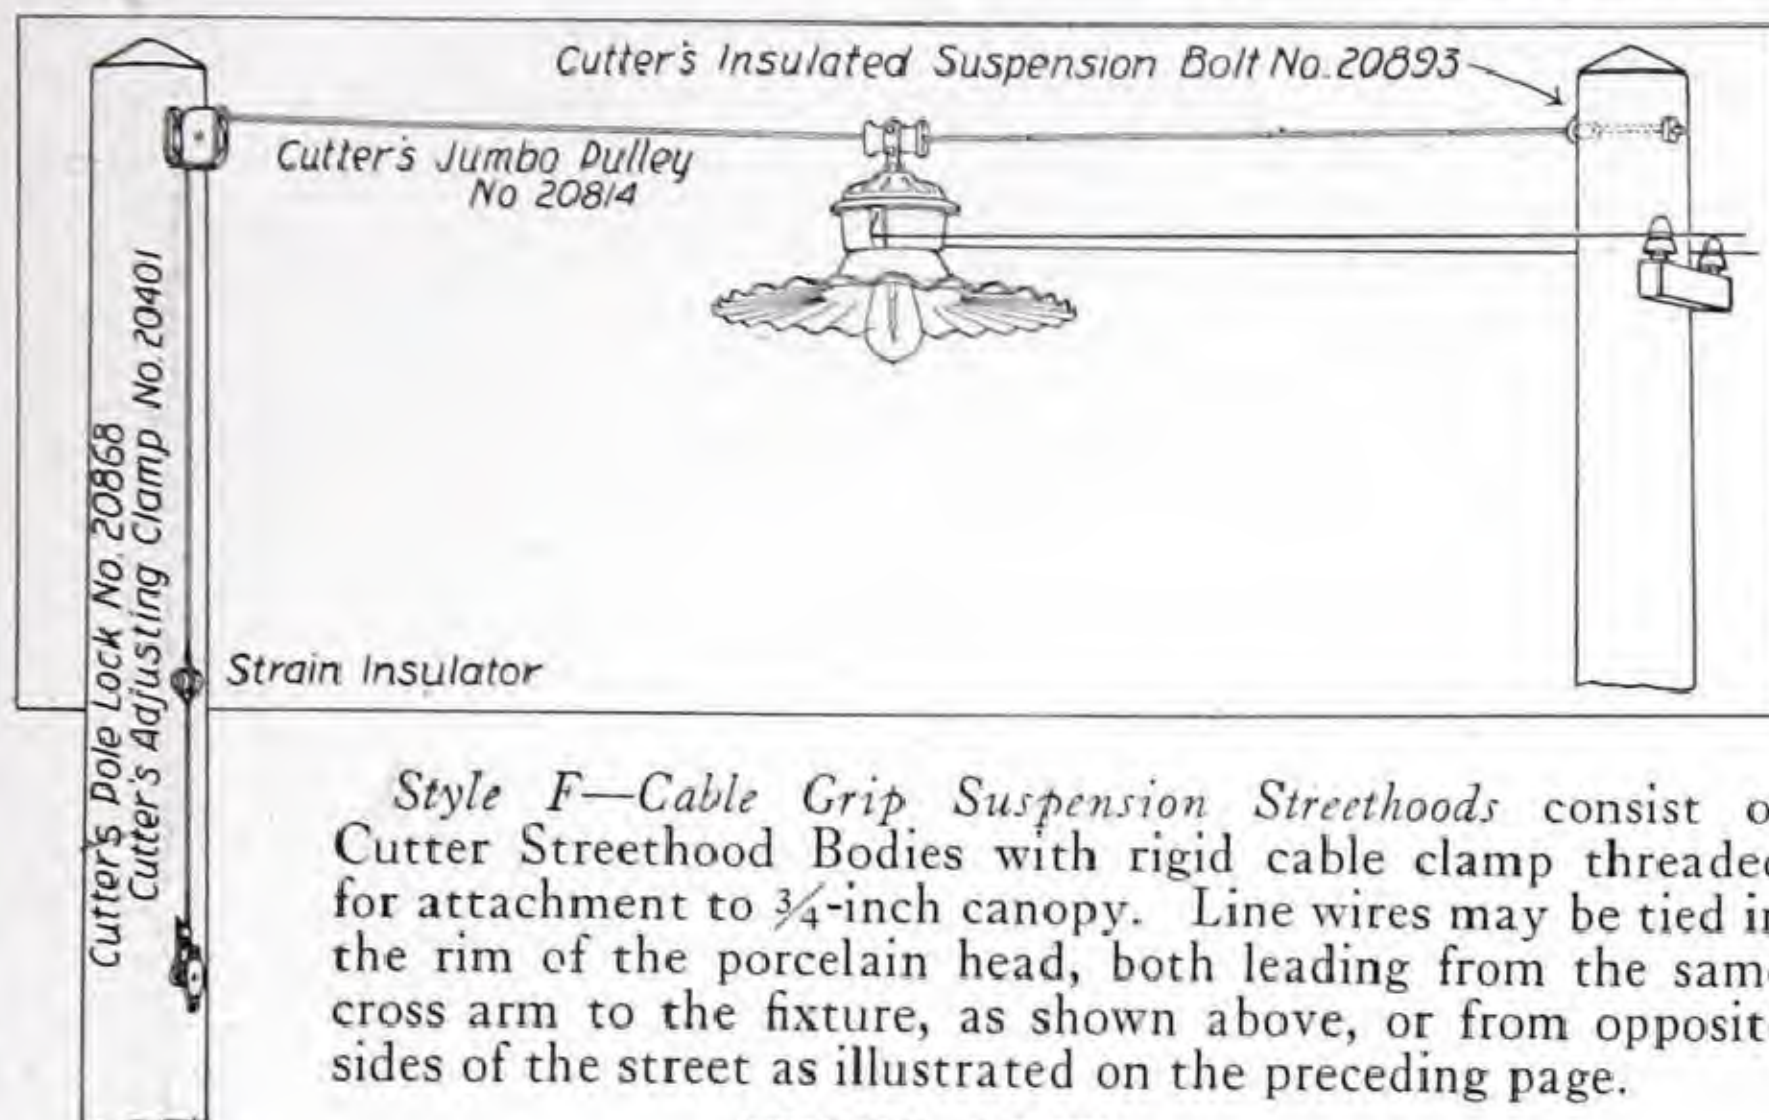 Cutter's Insulated Suspension Bolt No. 20893
Cutter's Jumbo Pulley
No 20814
Cutter's Pole Lock No. 20868
Cutter's Adjusting Clamp No. 20401
Strain Insulator
Style F—Cable Grip Suspension Streethoods consist o
Cutter Streethood Bodies with rigid cable clamp threaded
for attachment to ¾-inch canopy. Line wires may be tied in
the rim of the porcelain head, both leading from the same
cross arm to the fixture, as shown above, or from opposite
sides of the street as illustrated on the preceding page.